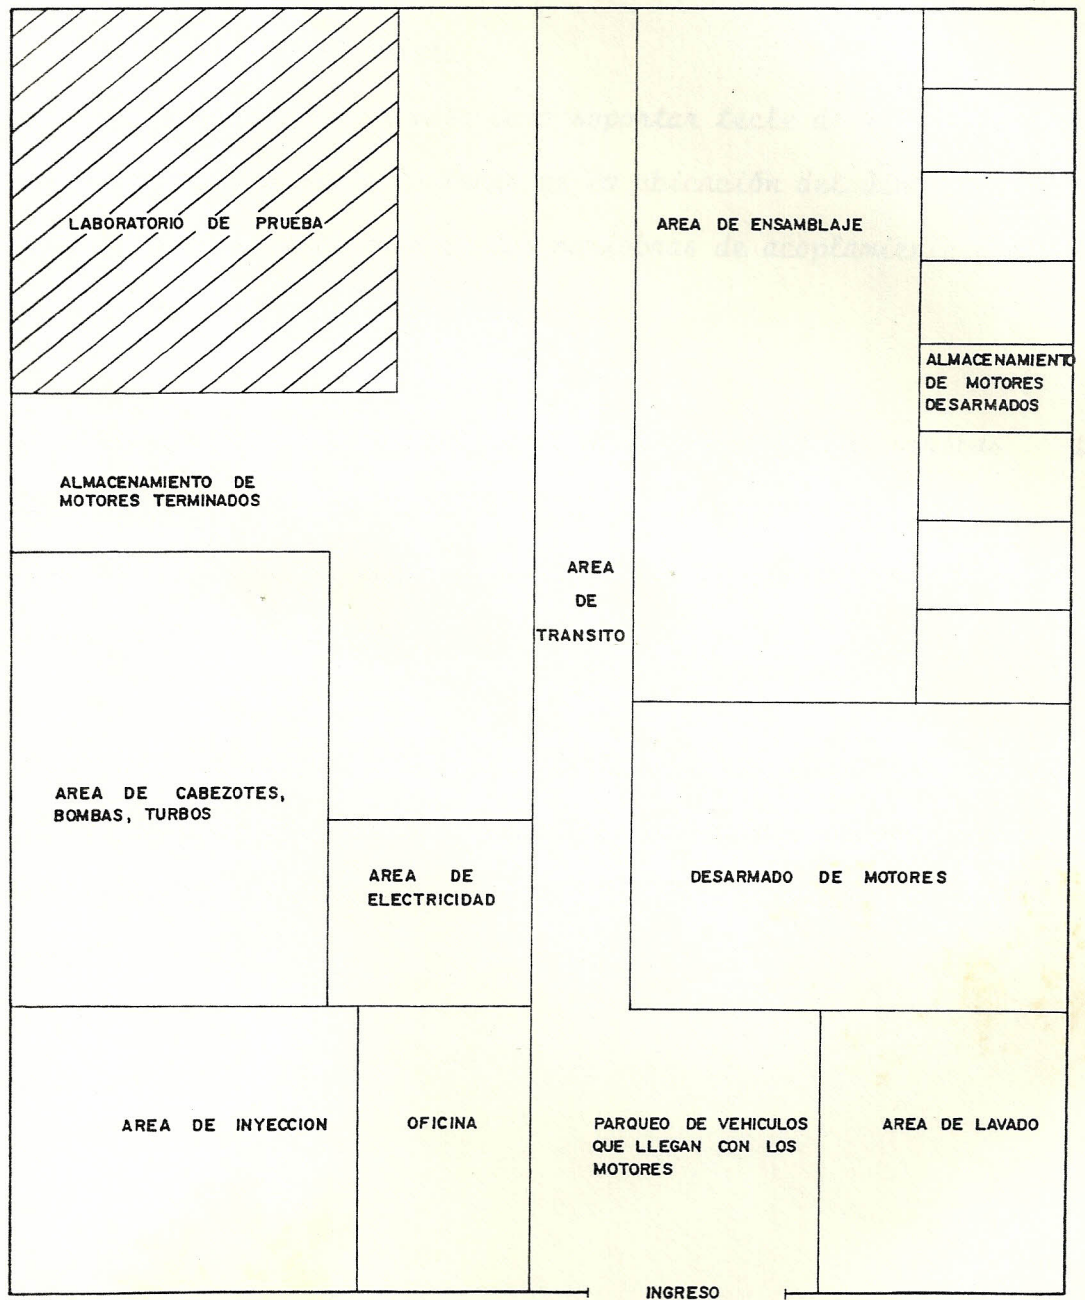 LABORATORIO DE PRUEBA
AREA DE ENSAMBLAJE
ALMACENAMIENTO
DE MOTORES
DESARMADOS
ALMACENAMIENTO DE
MOTORES TERMINADOS
AREA
DE
TRANSITO
AREA DE CABEZOTES,
BOMBAS, TURBOS
AREA DE
ELECTRICIDAD
DESARMADO DE MOTORES
AREA DE INYECCION
OFICINA
PARQUEO DE VEHICULOS
QUE LLEGAN CON LOS
MOTORES
AREA DE LAVADO
INGRESO